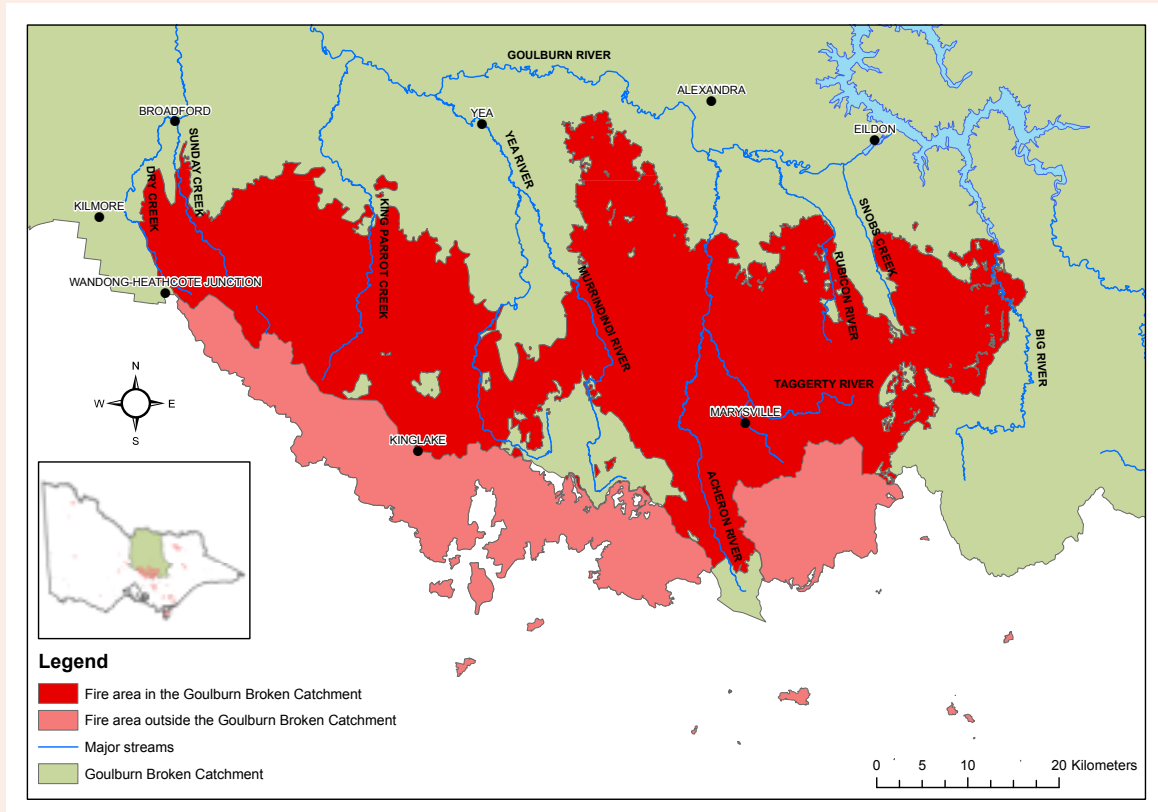 GOULBURN RIVER
ALEXANDRA
BROADFORD
YEA
EILDON
SUNDAY CREEK
YEA RIVER
DRY CREEK
KILMORE
KING PARROT CREEK
SNOBS CREEK
WANDONG-HEATHCOTE JUNCTION
MURRINDINDI RIVER
RUBICON RIVER
BIG RIVER
N
W
E
S
TAGGERTY RIVER
MARYSVILLE
KINGLAKE
ACHERON RIVER
Legend
Fire area in the Goulburn Broken Catchment
Fire area outside the Goulburn Broken Catchment
Major streams
Goulburn Broken Catchment
0 5 10 20 Kilometers